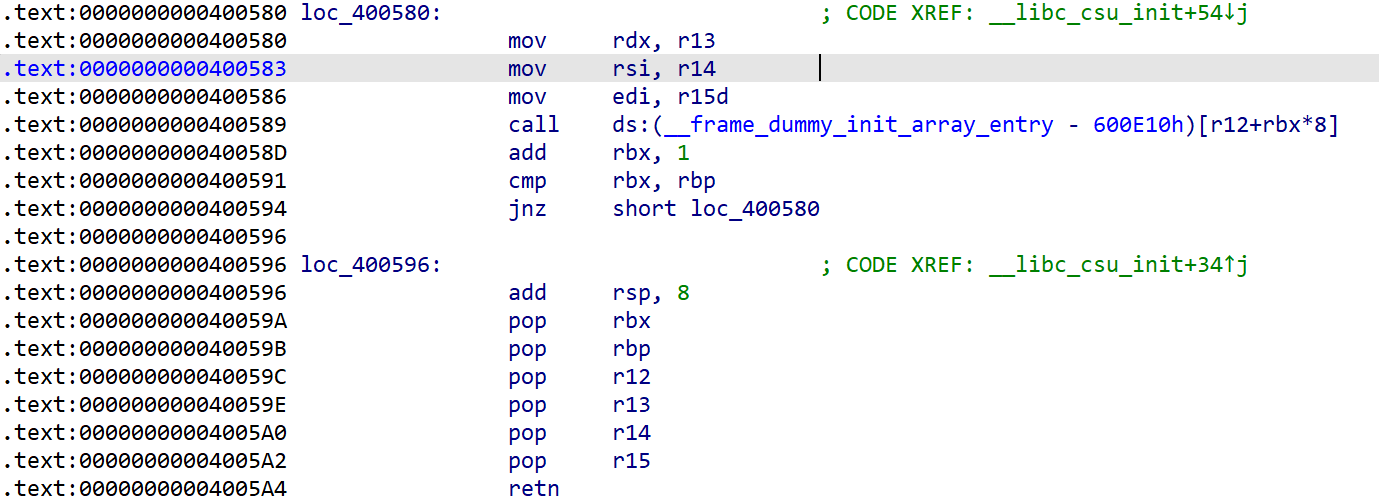 .text:0000000000400580 loc_400580: ; CODE XREF: __libc_csu_init+54↓j
.text:0000000000400580 mov rdx, r13
.text:0000000000400583 mov rsi, r14
.text:0000000000400586 mov edi, r15d
.text:0000000000400589 call ds:(__frame_dummy_init_array_entry - 600E10h)[r12+rbx*8]
.text:000000000040058D add rbx, 1
.text:0000000000400591 cmp rbx, rbp
.text:0000000000400594 jnz short loc_400580
.text:0000000000400596
.text:0000000000400596 loc_400596: ; CODE XREF: __libc_csu_init+34↑j
.text:0000000000400596 add rsp, 8
.text:000000000040059A pop rbx
.text:000000000040059B pop rbp
.text:000000000040059C pop r12
.text:000000000040059E pop r13
.text:00000000004005A0 pop r14
.text:00000000004005A2 pop r15
.text:00000000004005A4 retn